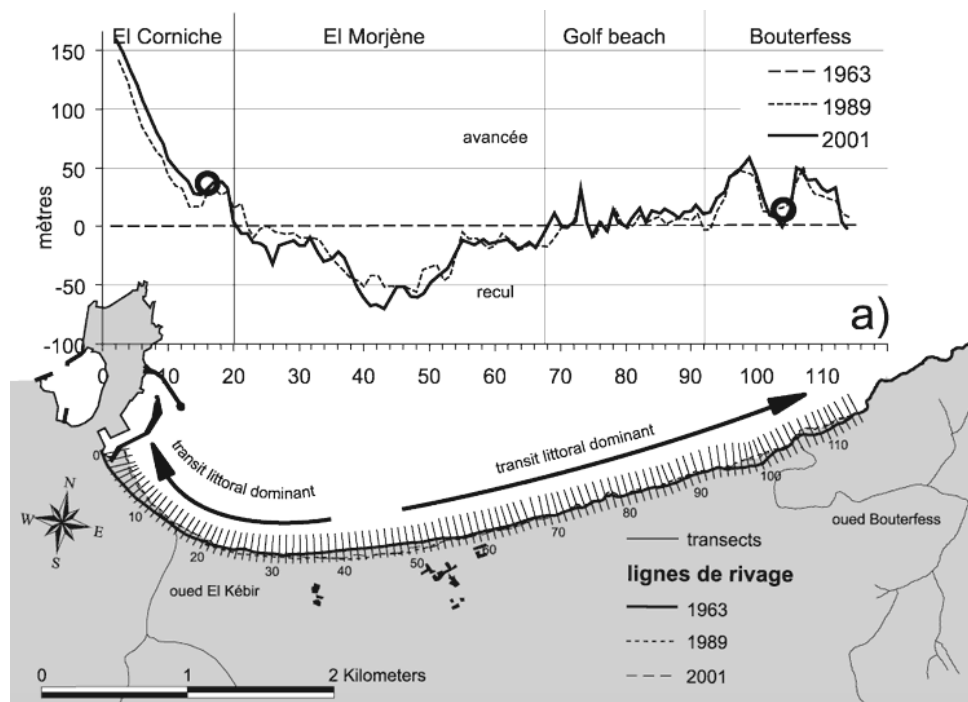 El Corniche El Morjène Golf beach Bouterfess
150
100
50
0
-50
-100
mètres
1963
1989
2001
avancée
recul
a)
0 10 20 30 40 50 60 70 80 90 100 110
transit littoral dominant
transit littoral dominant
0
10
20
30
40
50
60
70
80
90
100
110
N
W
E
S
oued El Kébir
oued Bouterfess
transects
lignes de rivage
1963
1989
2001
0 1 2 Kilometers